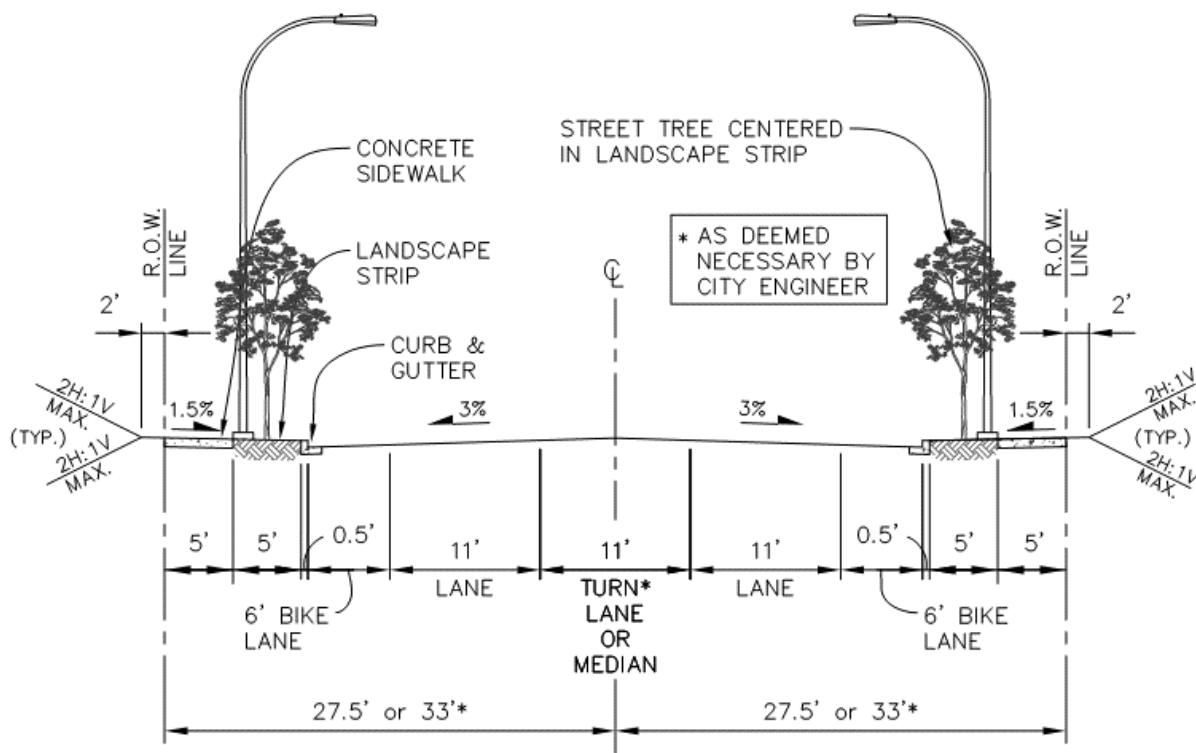 CONCRETE
SIDEWALK
STREET TREE CENTERED
IN LANDSCAPE STRIP
R.O.W.
LINE
LANDSCAPE
STRIP
* AS DEEMED
NECESSARY BY
CITY ENGINEER
R.O.W.
LINE
℄
2'
2'
CURB &
GUTTER
2H:1V
MAX.
(TYP.)
2H:1V
MAX.
1.5%
3%
3%
1.5%
2H:1V
MAX.
(TYP.)
2H:1V
MAX.
5'
5'
0.5'
11'
LANE
11'
TURN*
LANE
OR
MEDIAN
11'
LANE
0.5'
5'
5'
6' BIKE
LANE
6' BIKE
LANE
27.5' or 33'*
27.5' or 33'*